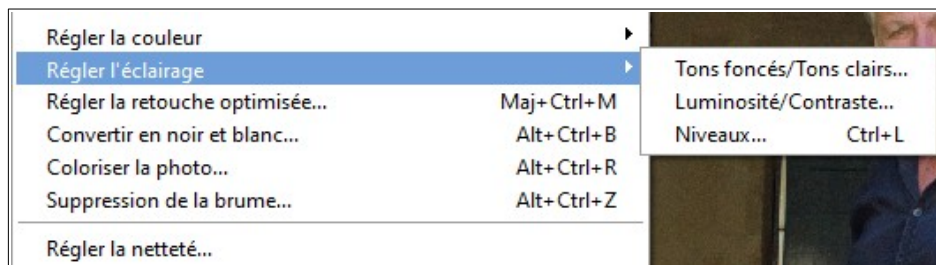 Régler la couleur
Régler l'éclairage
Tons foncés/Tons clairs...
Régler la retouche optimisée... Maj+Ctrl+M
Luminosité/Contraste...
Convertir en noir et blanc... Alt+Ctrl+B
Niveaux... Ctrl+L
Coloriser la photo... Alt+Ctrl+R
Suppression de la brume... Alt+Ctrl+Z
Régler la netteté...